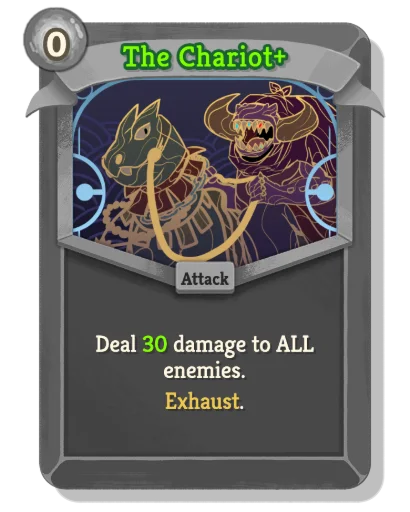 0
The Chariot+
Attack
Deal 30 damage to ALL
enemies.
Exhaust.